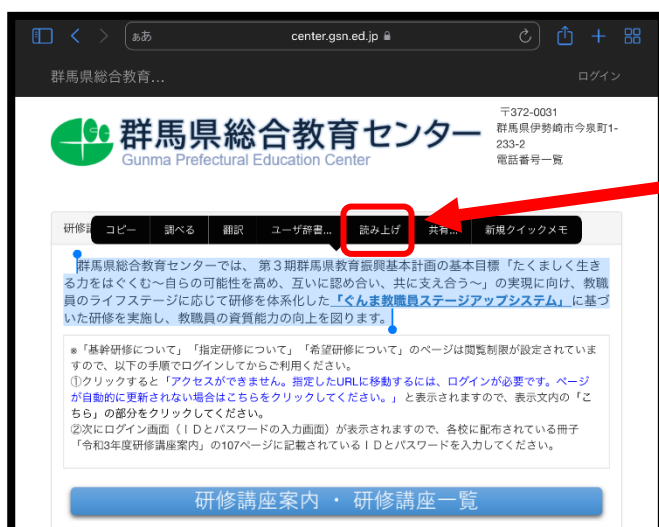 ああ
center.gsn.ed.jp
群馬県総合教育...
ログイン
群馬県総合教育センター
Gunma Prefectural Education Center
〒372-0031
群馬県伊勢崎市今泉町1-
233-2
電話番号一覧
研修
コピー 調べる 翻訳 ユーザ辞書... 読み上げ 共有... 新規クイックメモ
群馬県総合教育センターでは、 第３期群馬県教育振興基本計画の基本目標「たくましく生き
る力をはぐくむ～自らの可能性を高め、互いに認め合い、共に支え合う～」の実現に向け、教職
員のライフステージに応じて研修を体系化した「ぐんま教職員ステージアップシステム」に基づ
いた研修を実施し、教職員の資質能力の向上を図ります。
※「基幹研修について」「指定研修について」「希望研修について」のページは閲覧制限が設定されていま
すので、以下の手順でログインしてからご利用ください。
①クリックすると「アクセスができません。指定したURLに移動するには、ログインが必要です。ページ
が自動的に更新されない場合はこちらをクリックしてください。」と表示されますので、表示文内の「こ
ちら」の部分をクリックしてください。
②次にログイン画面（ＩＤとパスワードの入力画面）が表示されますので、各校に配布されている冊子
「令和3年度研修講座案内」の107ページに記載されているＩＤとパスワードを入力してください。
研修講座案内 ・ 研修講座一覧